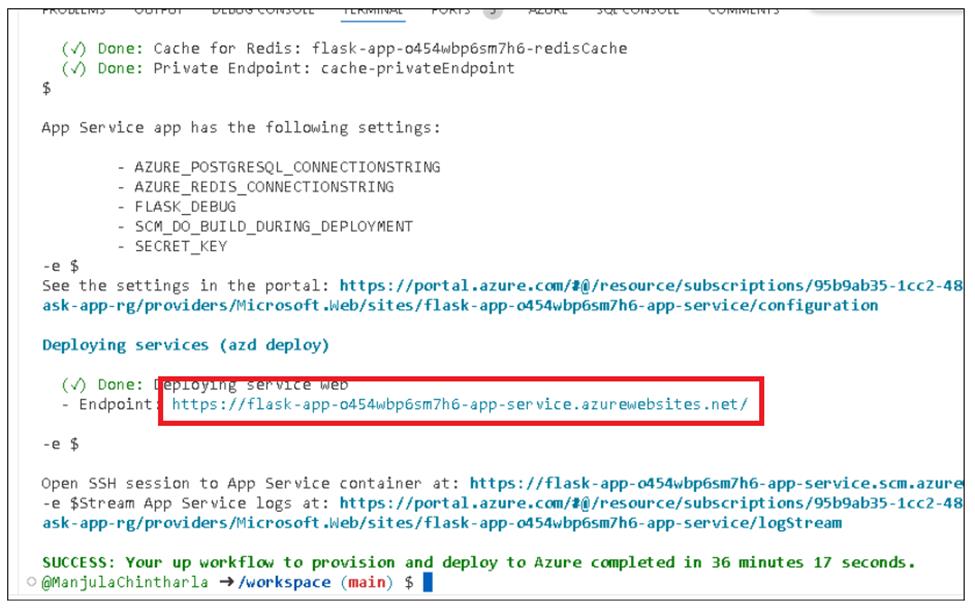 PROBLEMS OUTPUT DEBUG CONSOLE TERMINAL PORTS 3 AZURE SQL CONSOLE COMMENTS
(✓) Done: Cache for Redis: flask-app-o454wbp6sm7h6-redisCache
(✓) Done: Private Endpoint: cache-privateEndpoint
$
App Service app has the following settings:
- AZURE_POSTGRESQL_CONNECTIONSTRING
- AZURE_REDIS_CONNECTIONSTRING
- FLASK_DEBUG
- SCM_DO_BUILD_DURING_DEPLOYMENT
- SECRET_KEY
-e $
See the settings in the portal: https://portal.azure.com/#@/resource/subscriptions/95b9ab35-1cc2-48
ask-app-rg/providers/Microsoft.Web/sites/flask-app-o454wbp6sm7h6-app-service/configuration
Deploying services (azd deploy)
(✓) Done: Deploying service web
- Endpoint: https://flask-app-o454wbp6sm7h6-app-service.azurewebsites.net/
-e $
Open SSH session to App Service container at: https://flask-app-o454wbp6sm7h6-app-service.scm.azure
-e $Stream App Service logs at: https://portal.azure.com/#@/resource/subscriptions/95b9ab35-1cc2-48
ask-app-rg/providers/Microsoft.Web/sites/flask-app-o454wbp6sm7h6-app-service/logStream
SUCCESS: Your up workflow to provision and deploy to Azure completed in 36 minutes 17 seconds.
@ManjulaChintharla ➜ /workspace (main) $